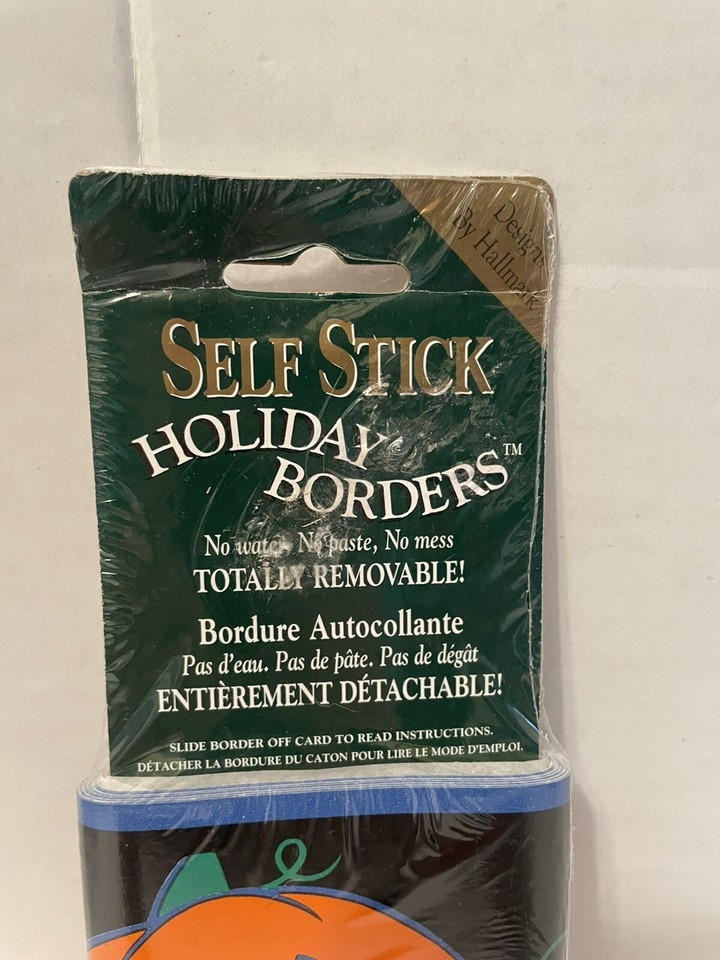 Designs
By Hallmark
SELF STICK
HOLIDAY
BORDERS™
No water, No paste, No mess
TOTALLY REMOVABLE!
Bordure Autocollante
Pas d'eau. Pas de pâte. Pas de dégât
ENTIÈREMENT DÉTACHABLE!
SLIDE BORDER OFF CARD TO READ INSTRUCTIONS.
DÉTACHER LA BORDURE DU CATON POUR LIRE LE MODE D'EMPLOI.